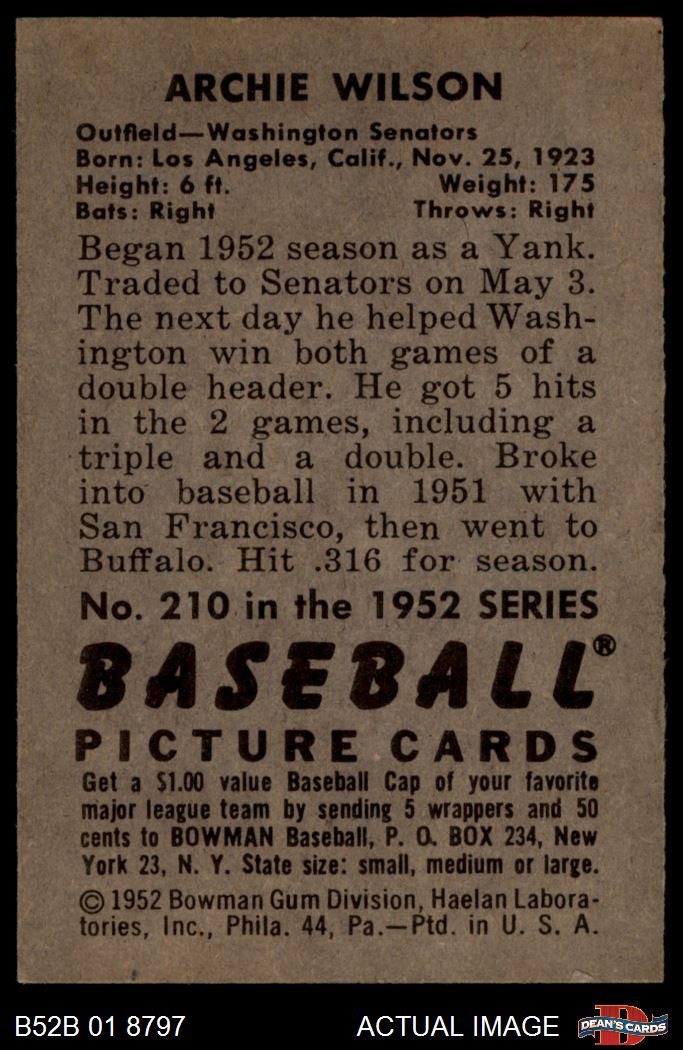 ARCHIE WILSON
Outfield—Washington Senators
Born: Los Angeles, Calif., Nov. 25, 1923
Height: 6 ft. Weight: 175
Bats: Right Throws: Right
Began 1952 season as a Yank.
Traded to Senators on May 3.
The next day he helped Wash-
ington win both games of a
double header. He got 5 hits
in the 2 games, including a
triple and a double. Broke
into baseball in 1951 with
San Francisco, then went to
Buffalo. Hit .316 for season.
No. 210 in the 1952 SERIES
BASEBALL®
PICTURE CARDS
Get a $1.00 value Baseball Cap of your favorite
major league team by sending 5 wrappers and 50
cents to BOWMAN Baseball, P. O. BOX 234, New
York 23, N. Y. State size: small, medium or large.
© 1952 Bowman Gum Division, Haelan Labora-
tories, Inc., Phila. 44, Pa.—Ptd. in U. S. A.
B52B 01 8797 ACTUAL IMAGE D DEAN'S CARDS